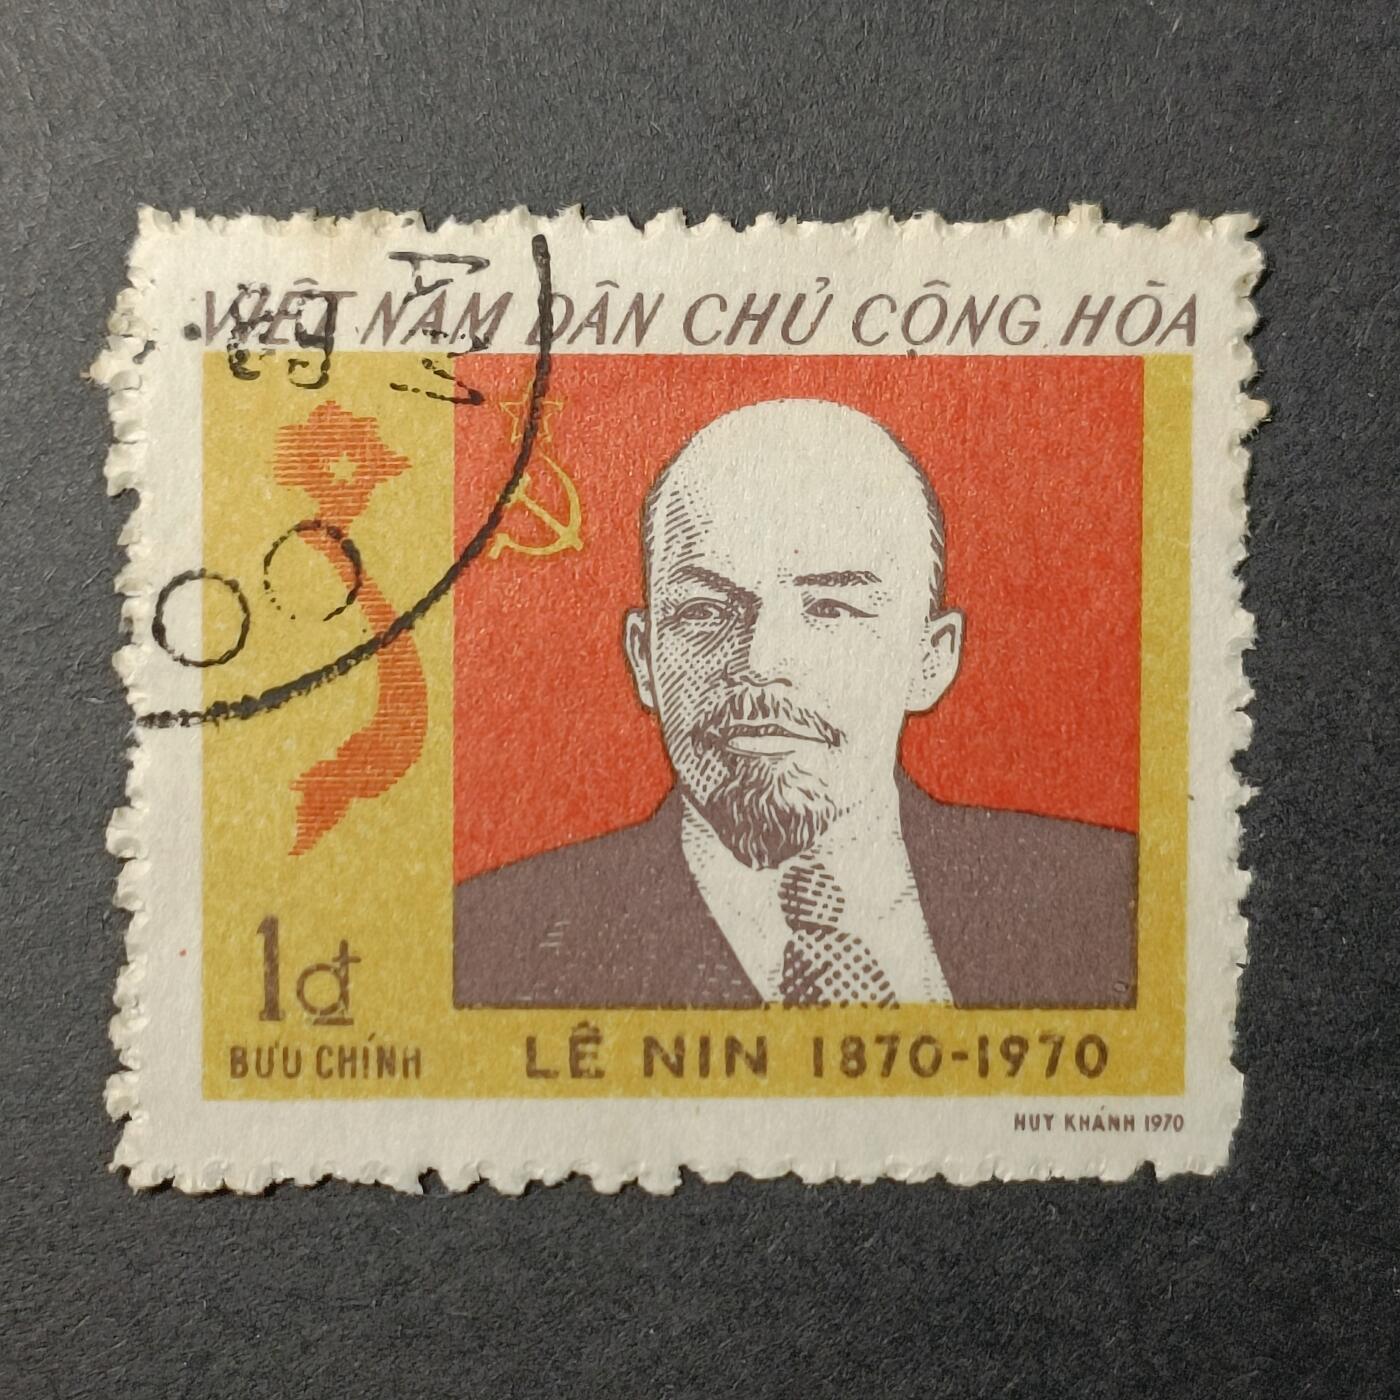 VIỆT NAM DÂN CHỦ CỘNG HÒA
1đ
BƯU CHÍNH
LÊ NIN 1870-1970
HUY KHÁNH 1970